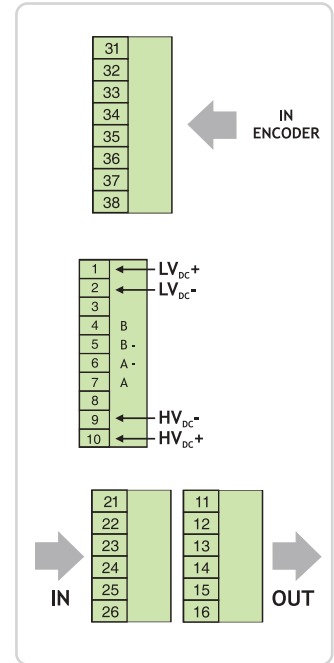 31
32
33
34
35
36
37
38
IN
ENCODER
1 LVDC+
2 LVDC-
3
4 B
5 B -
6 A -
7 A
8
9 HVDC-
10 HVDC+
21 11
22 12
23 13
24 14
25 15
26 16
IN OUT